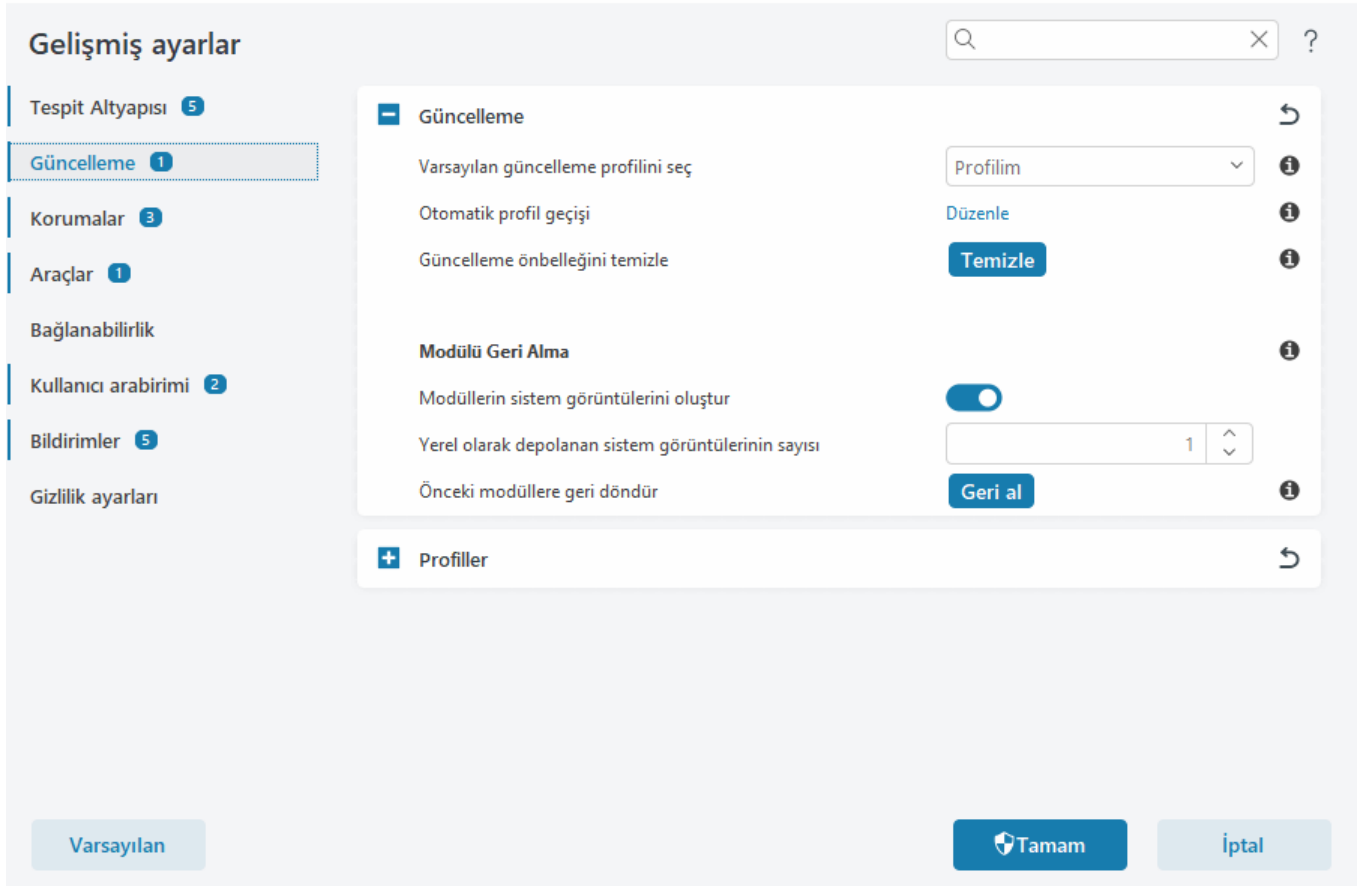 Gelişmiş ayarlar
?
Tespit Altyapısı 5
Güncelleme 1
Korumalar 3
Araçlar 1
Bağlanabilirlik
Kullanıcı arabirimi 2
Bildirimler 5
Gizlilik ayarları
Güncelleme
Varsayılan güncelleme profilini seç Profilim
Otomatik profil geçişi Düzenle
Güncelleme önbelleğini temizle Temizle
Modülü Geri Alma
Modüllerin sistem görüntülerini oluştur
Yerel olarak depolanan sistem görüntülerinin sayısı 1
Önceki modüllere geri döndür Geri al
Profiller
Varsayılan Tamam İptal